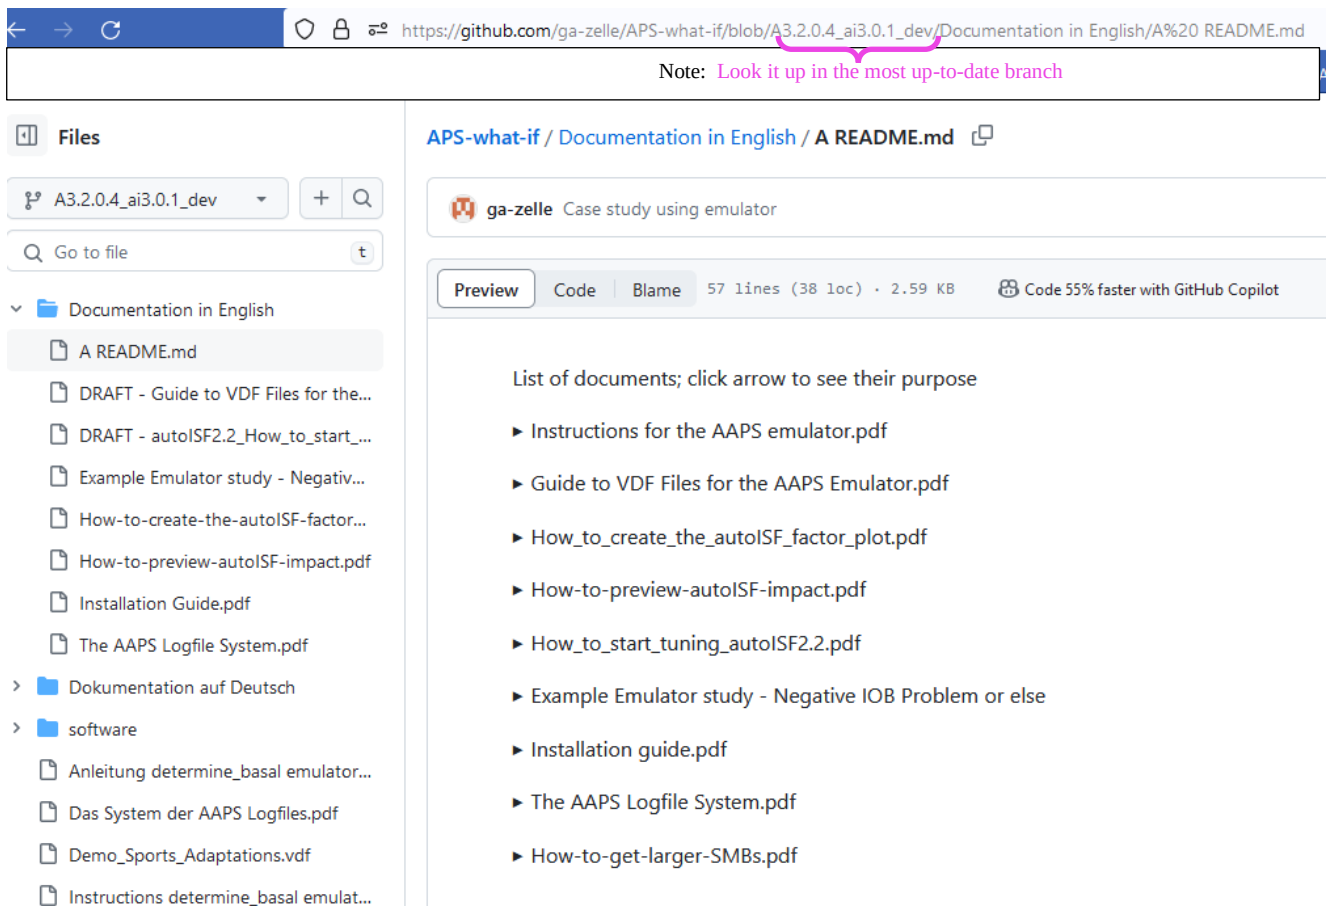 https://github.com/ga-zelle/APS-what-if/blob/A3.2.0.4_ai3.0.1_dev/Documentation in English/A%20 README.md
Note: Look it up in the most up-to-date branch
Files
APS-what-if / Documentation in English / A README.md
A3.2.0.4_ai3.0.1_dev
ga-zelle Case study using emulator
Go to file t
Preview Code Blame 57 lines (38 loc) · 2.59 KB Code 55% faster with GitHub Copilot
Documentation in English
A README.md
DRAFT - Guide to VDF Files for the...
DRAFT - autoISF2.2_How_to_start_...
Example Emulator study - Negativ...
How-to-create-the-autoISF-factor...
How-to-preview-autoISF-impact.pdf
Installation Guide.pdf
The AAPS Logfile System.pdf
Dokumentation auf Deutsch
software
Anleitung determine_basal emulator...
Das System der AAPS Logfiles.pdf
Demo_Sports_Adaptations.vdf
Instructions determine_basal emulat...
List of documents; click arrow to see their purpose
▸ Instructions for the AAPS emulator.pdf
▸ Guide to VDF Files for the AAPS Emulator.pdf
▸ How_to_create_the_autoISF_factor_plot.pdf
▸ How-to-preview-autoISF-impact.pdf
▸ How_to_start_tuning_autoISF2.2.pdf
▸ Example Emulator study - Negative IOB Problem or else
▸ Installation guide.pdf
▸ The AAPS Logfile System.pdf
▸ How-to-get-larger-SMBs.pdf